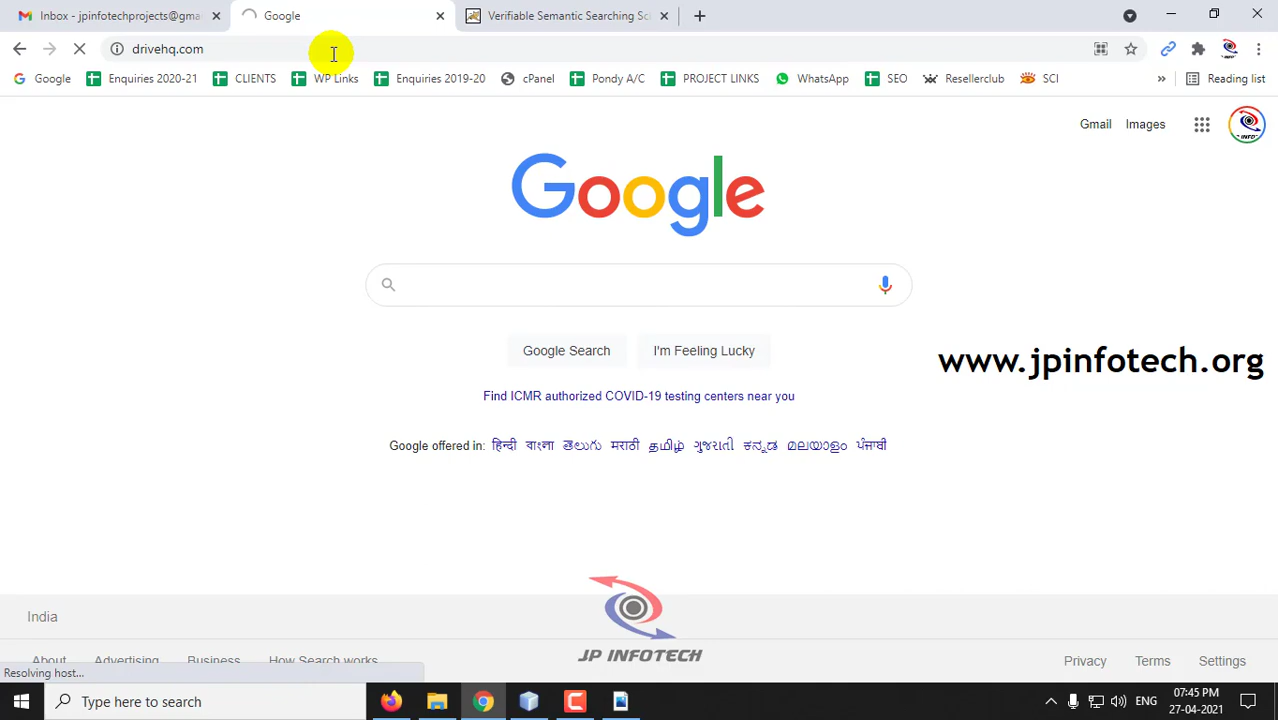 Inbox - jpinfotechprojects@gma
Google
Verifiable Semantic Searching Sc
drivehq.com
Google
Enquiries 2020-21
CLIENTS
WP Links
Enquiries 2019-20
cPanel
Pondy A/C
PROJECT LINKS
WhatsApp
SEO
Resellerclub
SCI
»
Reading list
Gmail
Images
Google
Google Search
I'm Feeling Lucky
www.jpinfotech.org
Find ICMR authorized COVID-19 testing centers near you
Google offered in: हिन्दी বাংলা తెలుగు मराठी தமிழ் ગુજરાતી ಕನ್ನಡ മലയാളം ਪੰਜਾਬੀ
India
JP INFOTECH
About
Advertising
Business
How Search works
Privacy
Terms
Settings
Resolving host...
Type here to search
ENG
07:45 PM
27-04-2021